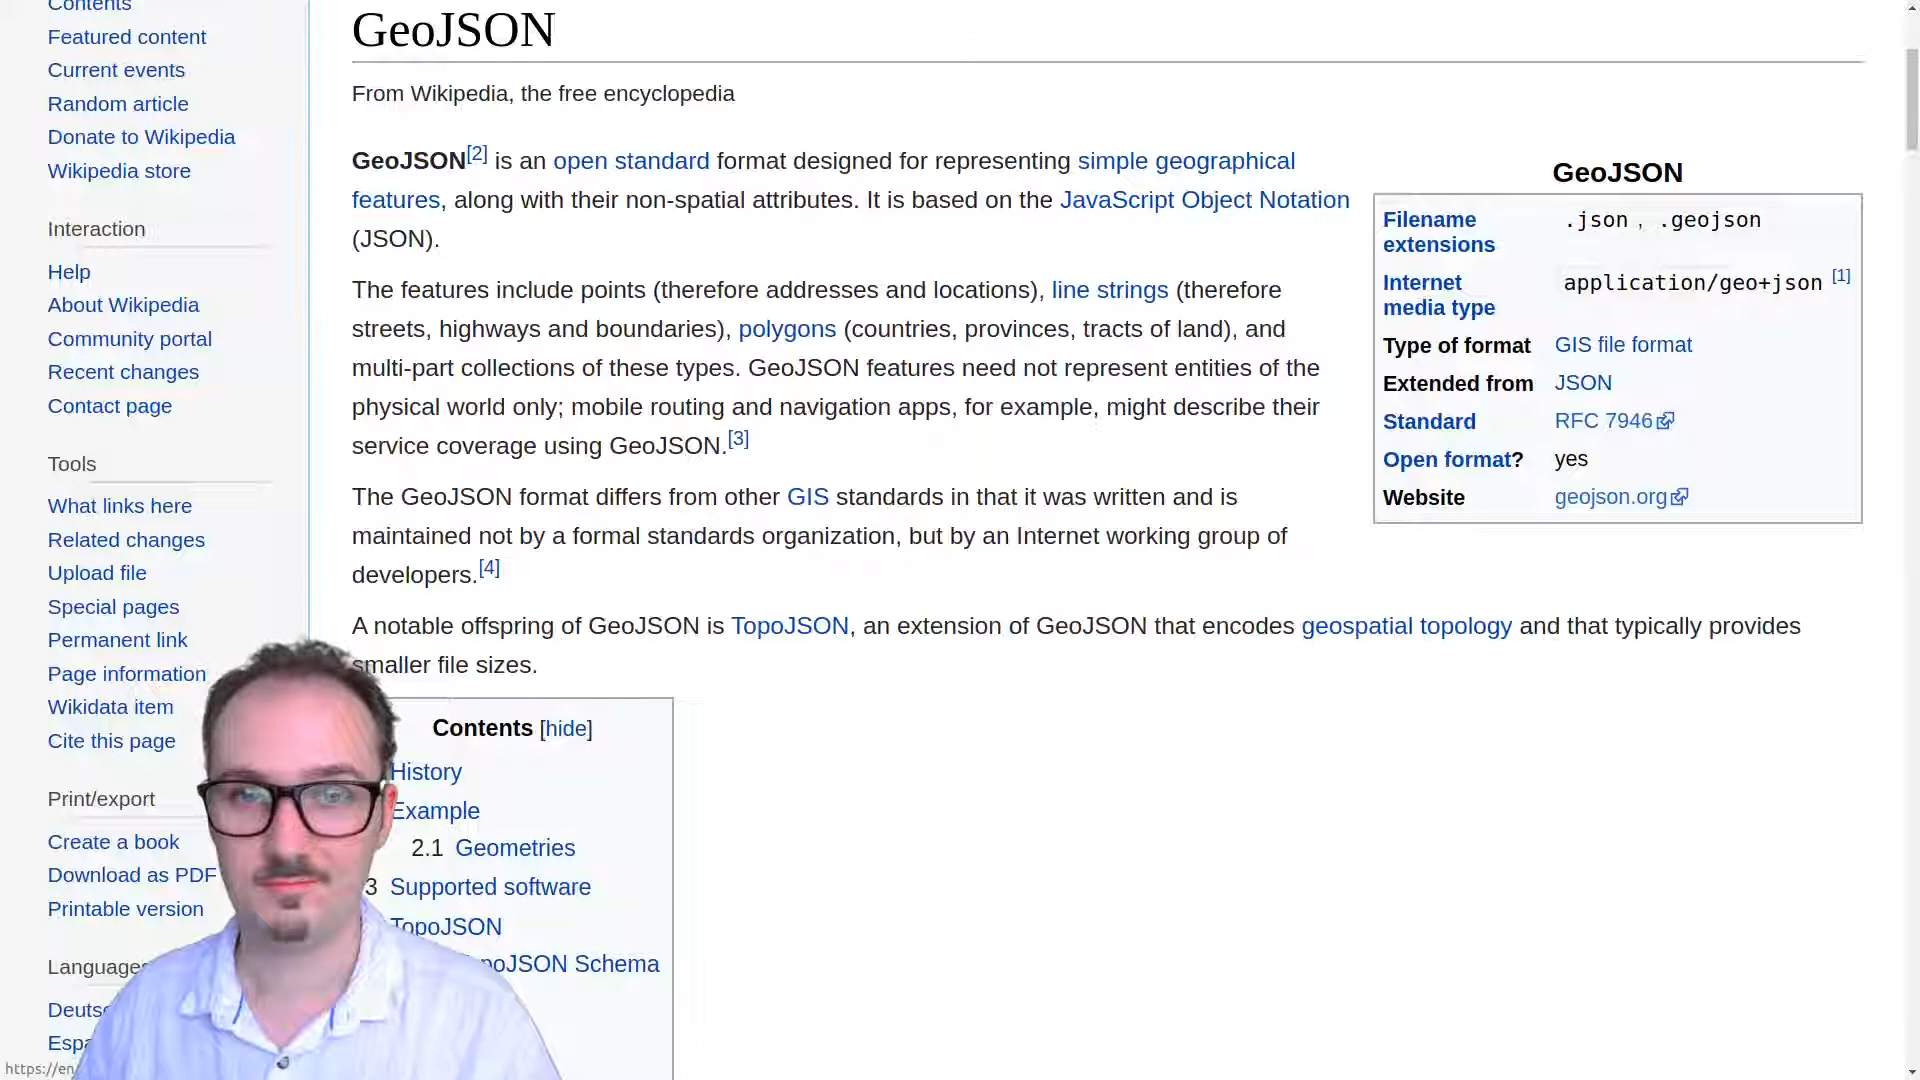 Contents
Featured content
Current events
Random article
Donate to Wikipedia
Wikipedia store
Interaction
Help
About Wikipedia
Community portal
Recent changes
Contact page
Tools
What links here
Related changes
Upload file
Special pages
Permanent link
Page information
Wikidata item
Cite this page
Print/export
Create a book
Download as PDF
Printable version
Languages
https://en
GeoJSON
From Wikipedia, the free encyclopedia
GeoJSON[2] is an open standard format designed for representing simple geographical
features, along with their non-spatial attributes. It is based on the JavaScript Object Notation
(JSON).
The features include points (therefore addresses and locations), line strings (therefore
streets, highways and boundaries), polygons (countries, provinces, tracts of land), and
multi-part collections of these types. GeoJSON features need not represent entities of the
physical world only; mobile routing and navigation apps, for example, might describe their
service coverage using GeoJSON.[3]
The GeoJSON format differs from other GIS standards in that it was written and is
maintained not by a formal standards organization, but by an Internet working group of
developers.[4]
A notable offspring of GeoJSON is TopoJSON, an extension of GeoJSON that encodes geospatial topology and that typically provides
smaller file sizes.
GeoJSON
Filename extensions .json, .geojson
Internet media type application/geo+json [1]
Type of format GIS file format
Extended from JSON
Standard RFC 7946
Open format? yes
Website geojson.org
Contents [hide]
History
Example
2.1 Geometries
3 Supported software
TopoJSON
JSON Schema